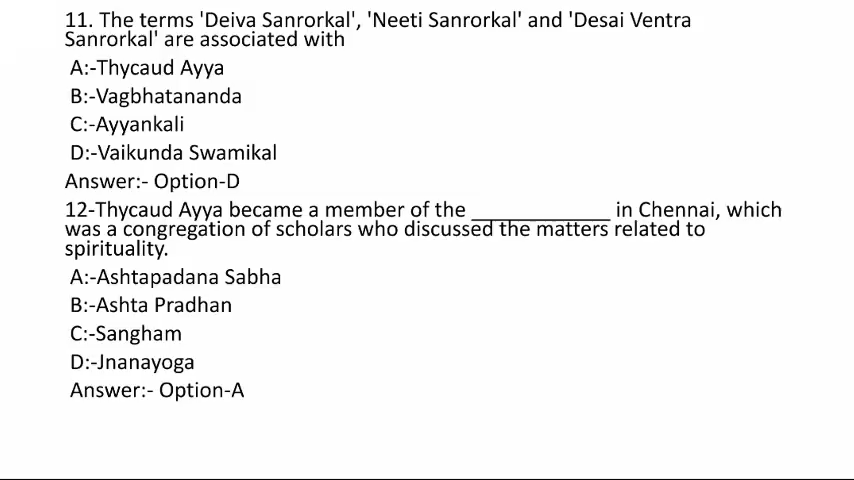 11. The terms 'Deiva Sanrorkal', 'Neeti Sanrorkal' and 'Desai Ventra
Sanrorkal' are associated with
A:-Thycaud Ayya
B:-Vagbhatananda
C:-Ayyankali
D:-Vaikunda Swamikal
Answer:- Option-D
12-Thycaud Ayya became a member of the ____________ in Chennai, which
was a congregation of scholars who discussed the matters related to
spirituality.
A:-Ashtapadana Sabha
B:-Ashta Pradhan
C:-Sangham
D:-Jnanayoga
Answer:- Option-A